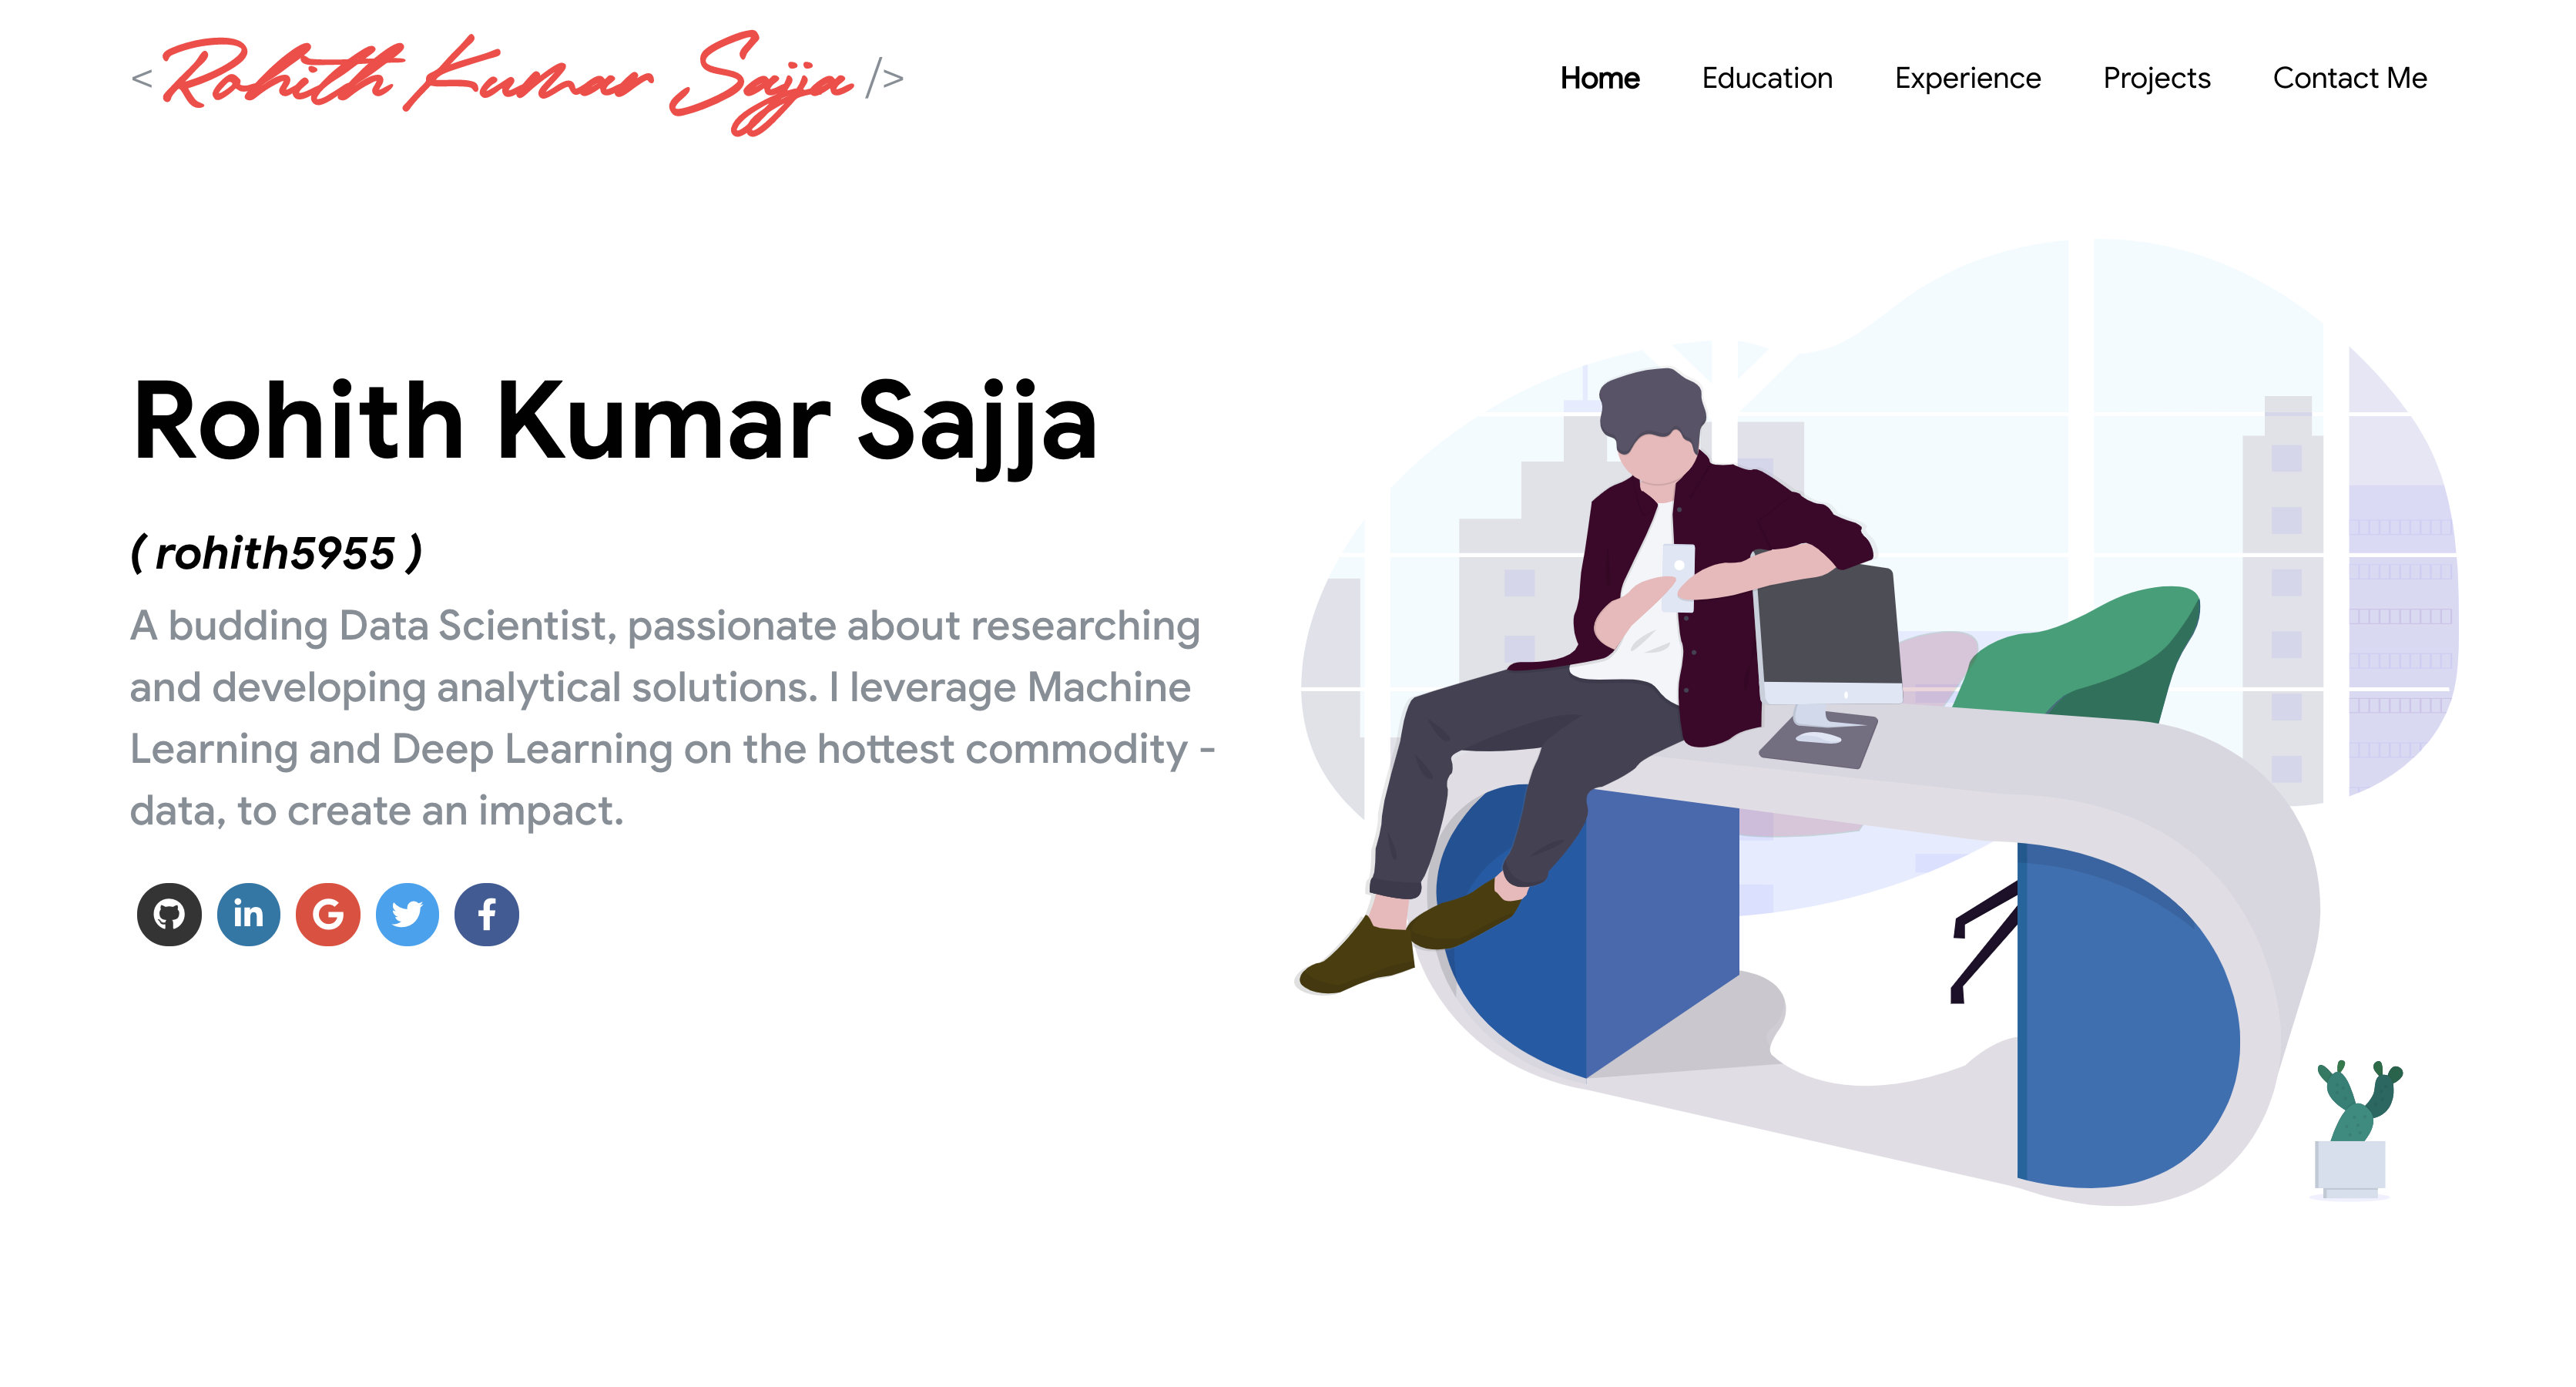 < Rohith Kumar Sajja />
Home Education Experience Projects Contact Me
Rohith Kumar Sajja
( rohith5955 )
A budding Data Scientist, passionate about researching
and developing analytical solutions. I leverage Machine
Learning and Deep Learning on the hottest commodity -
data, to create an impact.
in G f